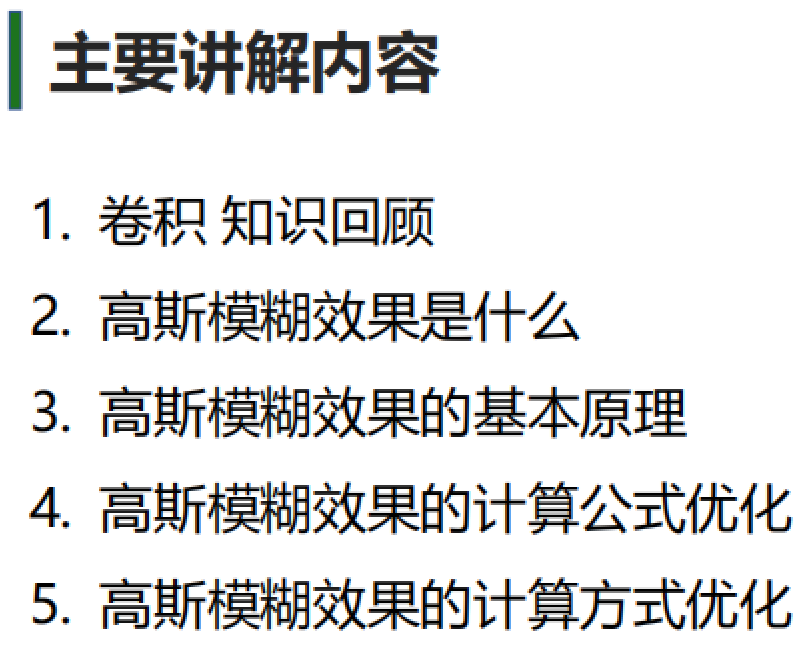 主要讲解内容
1. 卷积 知识回顾
2. 高斯模糊效果是什么
3. 高斯模糊效果的基本原理
4. 高斯模糊效果的计算公式优化
5. 高斯模糊效果的计算方式优化